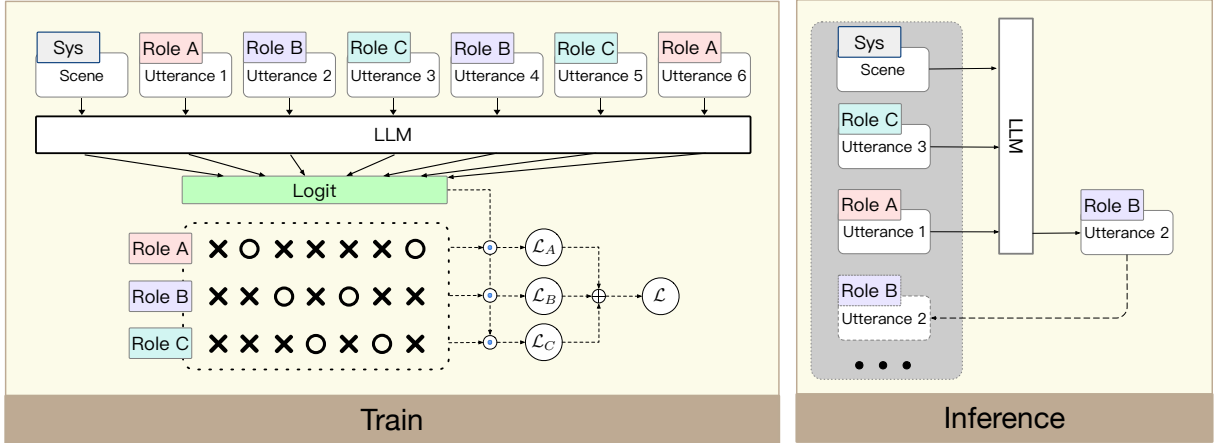 Sys
Scene
Role A
Utterance 1
Role B
Utterance 2
Role C
Utterance 3
Role B
Utterance 4
Role C
Utterance 5
Role A
Utterance 6
LLM
Logit
Role A
Role B
Role C
ℒ_A
ℒ_B
ℒ_C
ℒ
Train
Sys
Scene
Role C
Utterance 3
Role A
Utterance 1
Role B
Utterance 2
LLM
Role B
Utterance 2
Inference